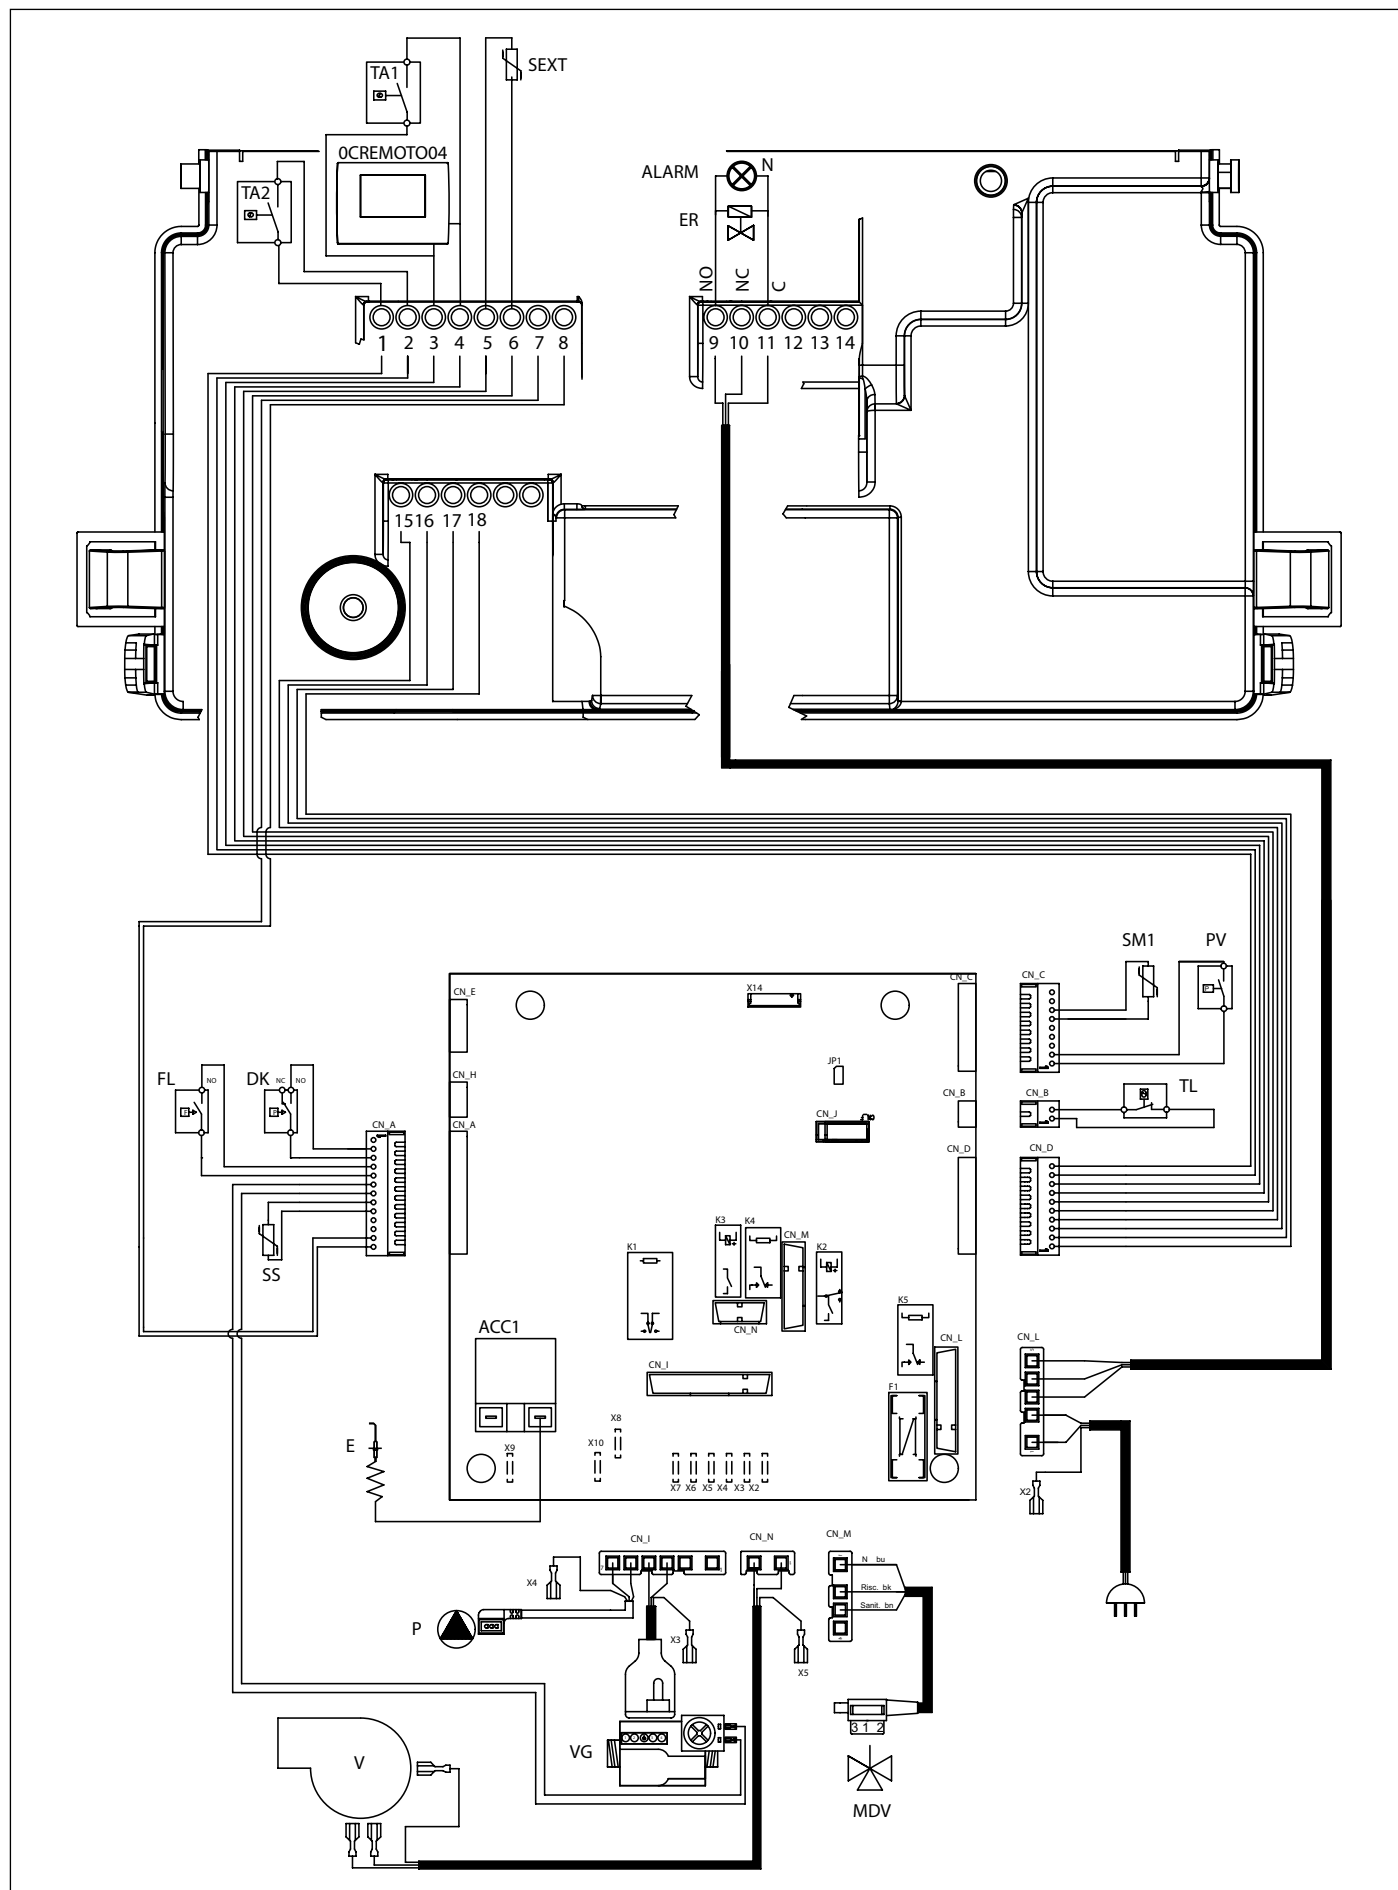 TA1
SEXT
0CREMOTO04
TA2
ALARM
N
ER
NO
NC
C
1 2 3 4 5 6 7 8
9 10 11 12 13 14
15 16 17 18
SM1
PV
CN_C
CN_E
X14
CN_C
P
JP1
FL
NO
DK
NC
NO
CN_H
CN_B
CN_B
TL
P
P
CN_A
CN_A
CN_J
CN_D
CN_D
SS
K3
K4
CN_M
K2
K1
CN_N
K5
ACC1
CN_L
CN_L
CN_I
F1
E
X9
X10
X8
X7 X6 X5 X4 X3 X2
X2
CN_I
CN_N
CN_M
N bu
Risc. bk
Sanit. bn
X4
P
X3
X5
VG
3 1 2
V
MDV